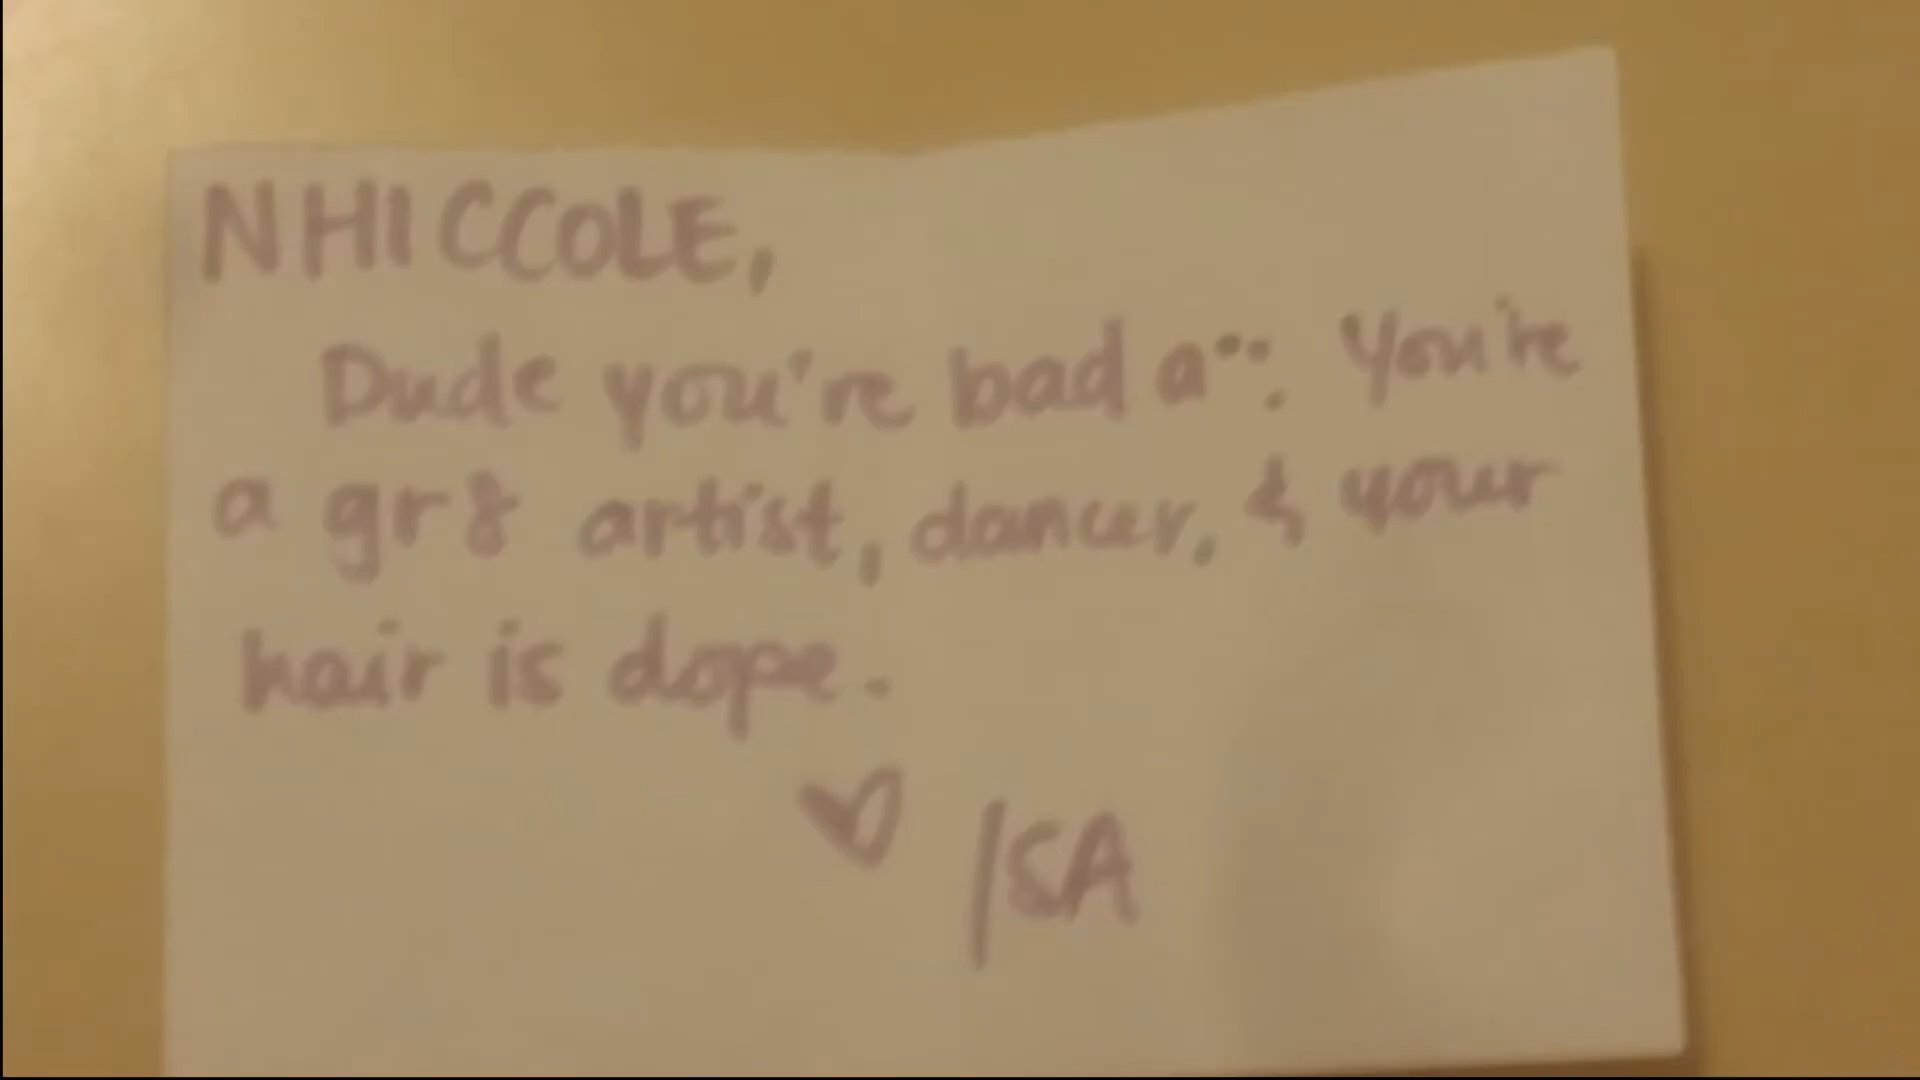 NHICCOLE,
Dude you're bad a**. You're
a gr8 artist, dancer, & your
hair is dope.
♡ ISA